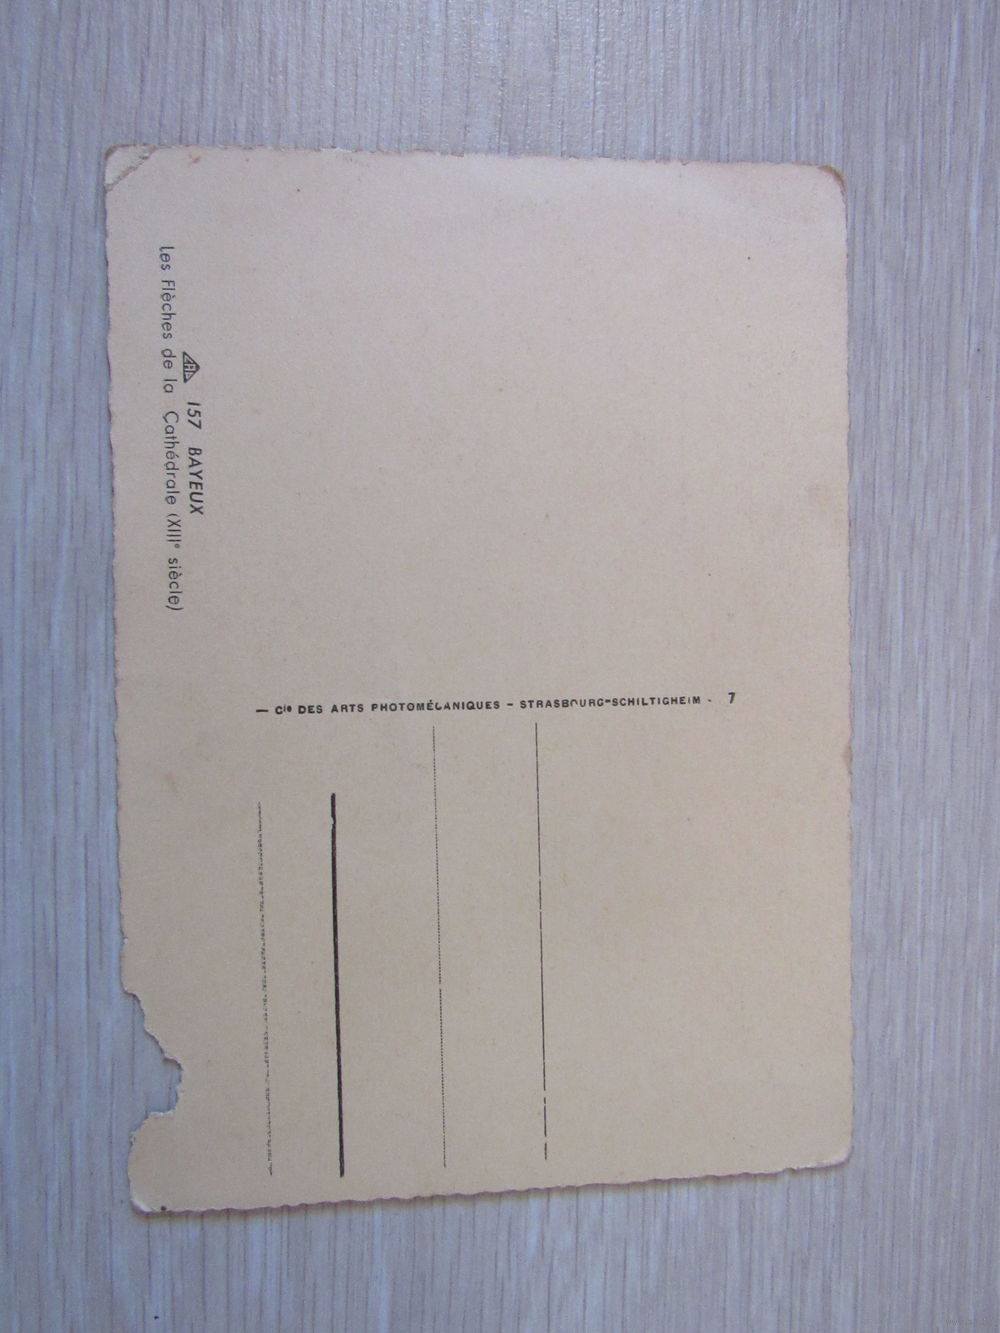 157 BAYEUX
Les Flèches de la Cathédrale (XIIIe siècle)
— Cie DES ARTS PHOTOMÉCANIQUES – STRASBOURG-SCHILTIGHEIM - 7